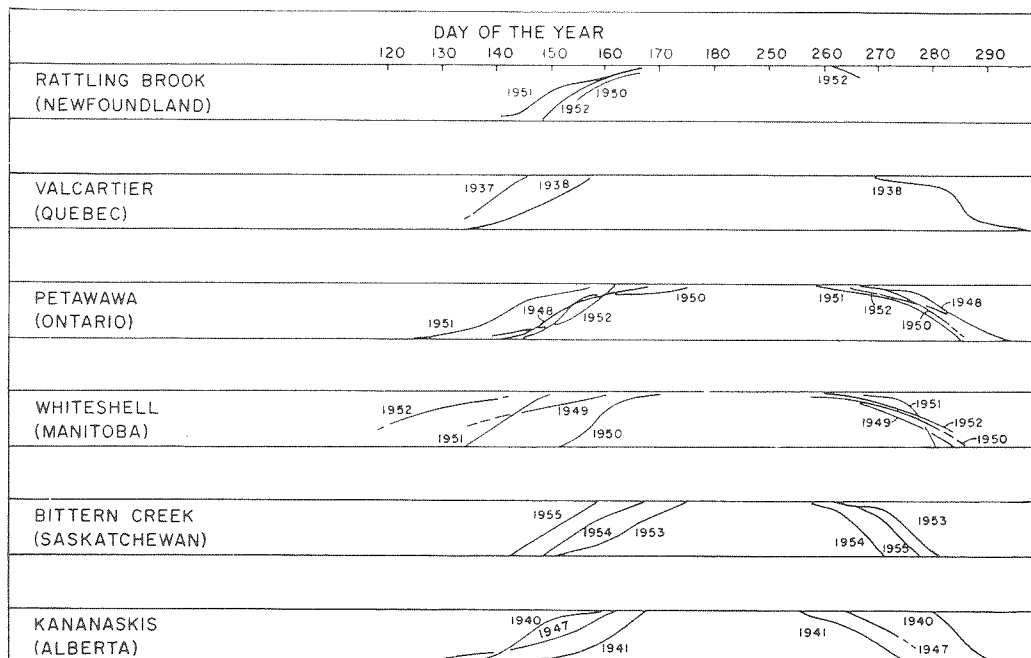 DAY OF THE YEAR
120 130 140 150 160 170 180 250 260 270 280 290
RATTLING BROOK
(NEWFOUNDLAND)
1951
1950
1952
1952
VALCARTIER
(QUEBEC)
1937
1938
1938
PETAWAWA
(ONTARIO)
1951
1948
1952
1950
1951
1952
1950
1948
WHITESHELL
(MANITOBA)
1952
1951
1949
1950
1949
1951
1952
1950
BITTERN CREEK
(SASKATCHEWAN)
1955
1954
1953
1954
1955
1953
KANANASKIS
(ALBERTA)
1940
1947
1941
1941
1940
1947